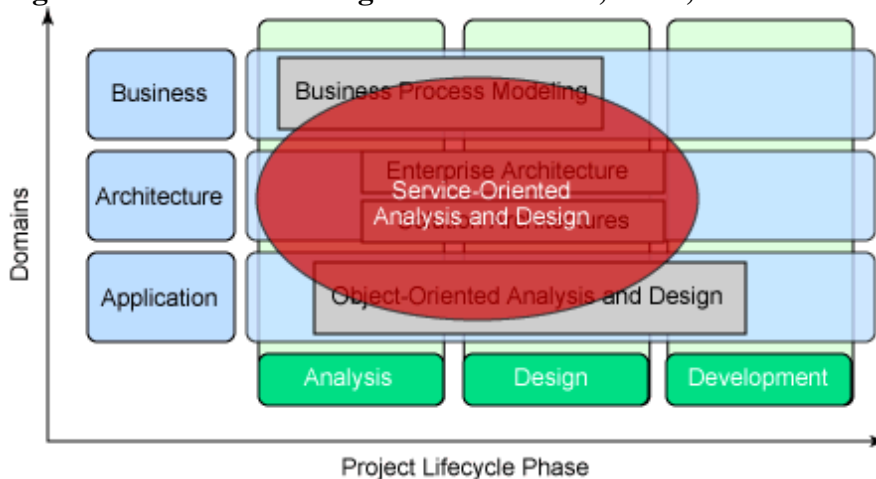 Business
Business Process Modeling
Enterprise Architecture
Architecture
Service-Oriented
Analysis and Design
Architectures
Application
Object-Oriented Analysis and Design
Analysis
Design
Development
Domains
Project Lifecycle Phase